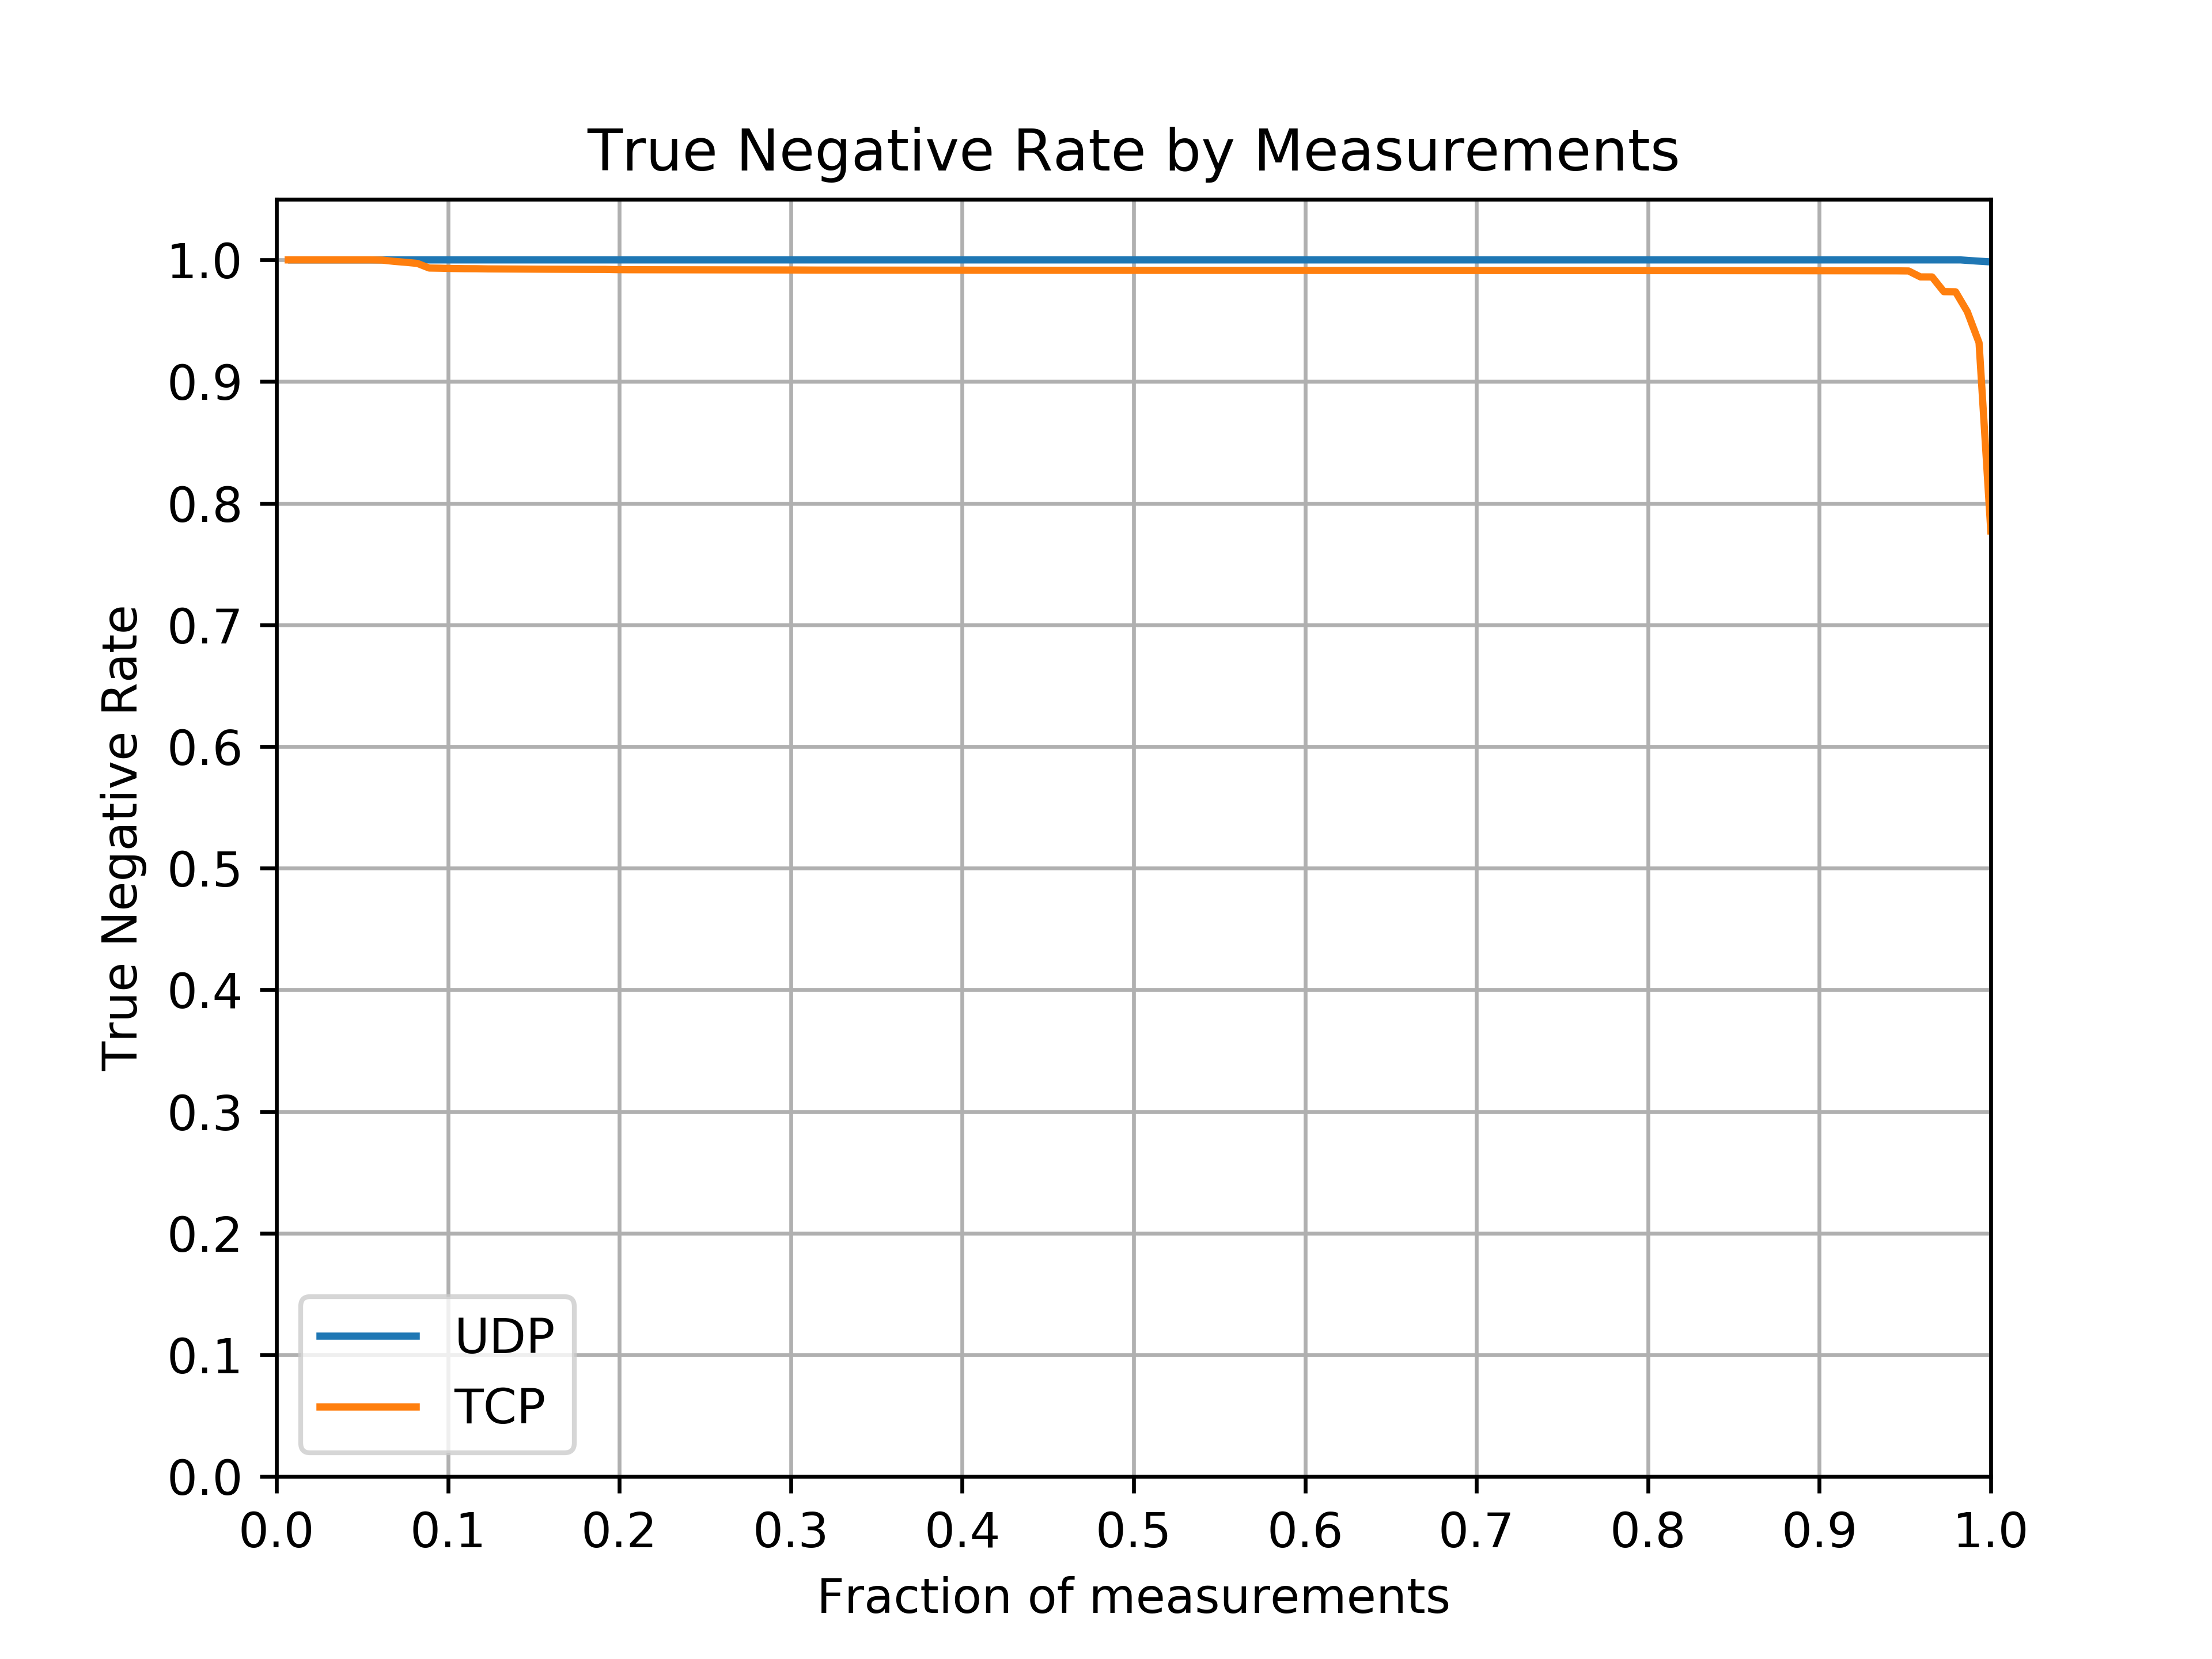 True Negative Rate by Measurements
True Negative Rate
1.0
0.9
0.8
0.7
0.6
0.5
0.4
0.3
0.2
0.1
0.0
UDP
TCP
0.0 0.1 0.2 0.3 0.4 0.5 0.6 0.7 0.8 0.9 1.0
Fraction of measurements